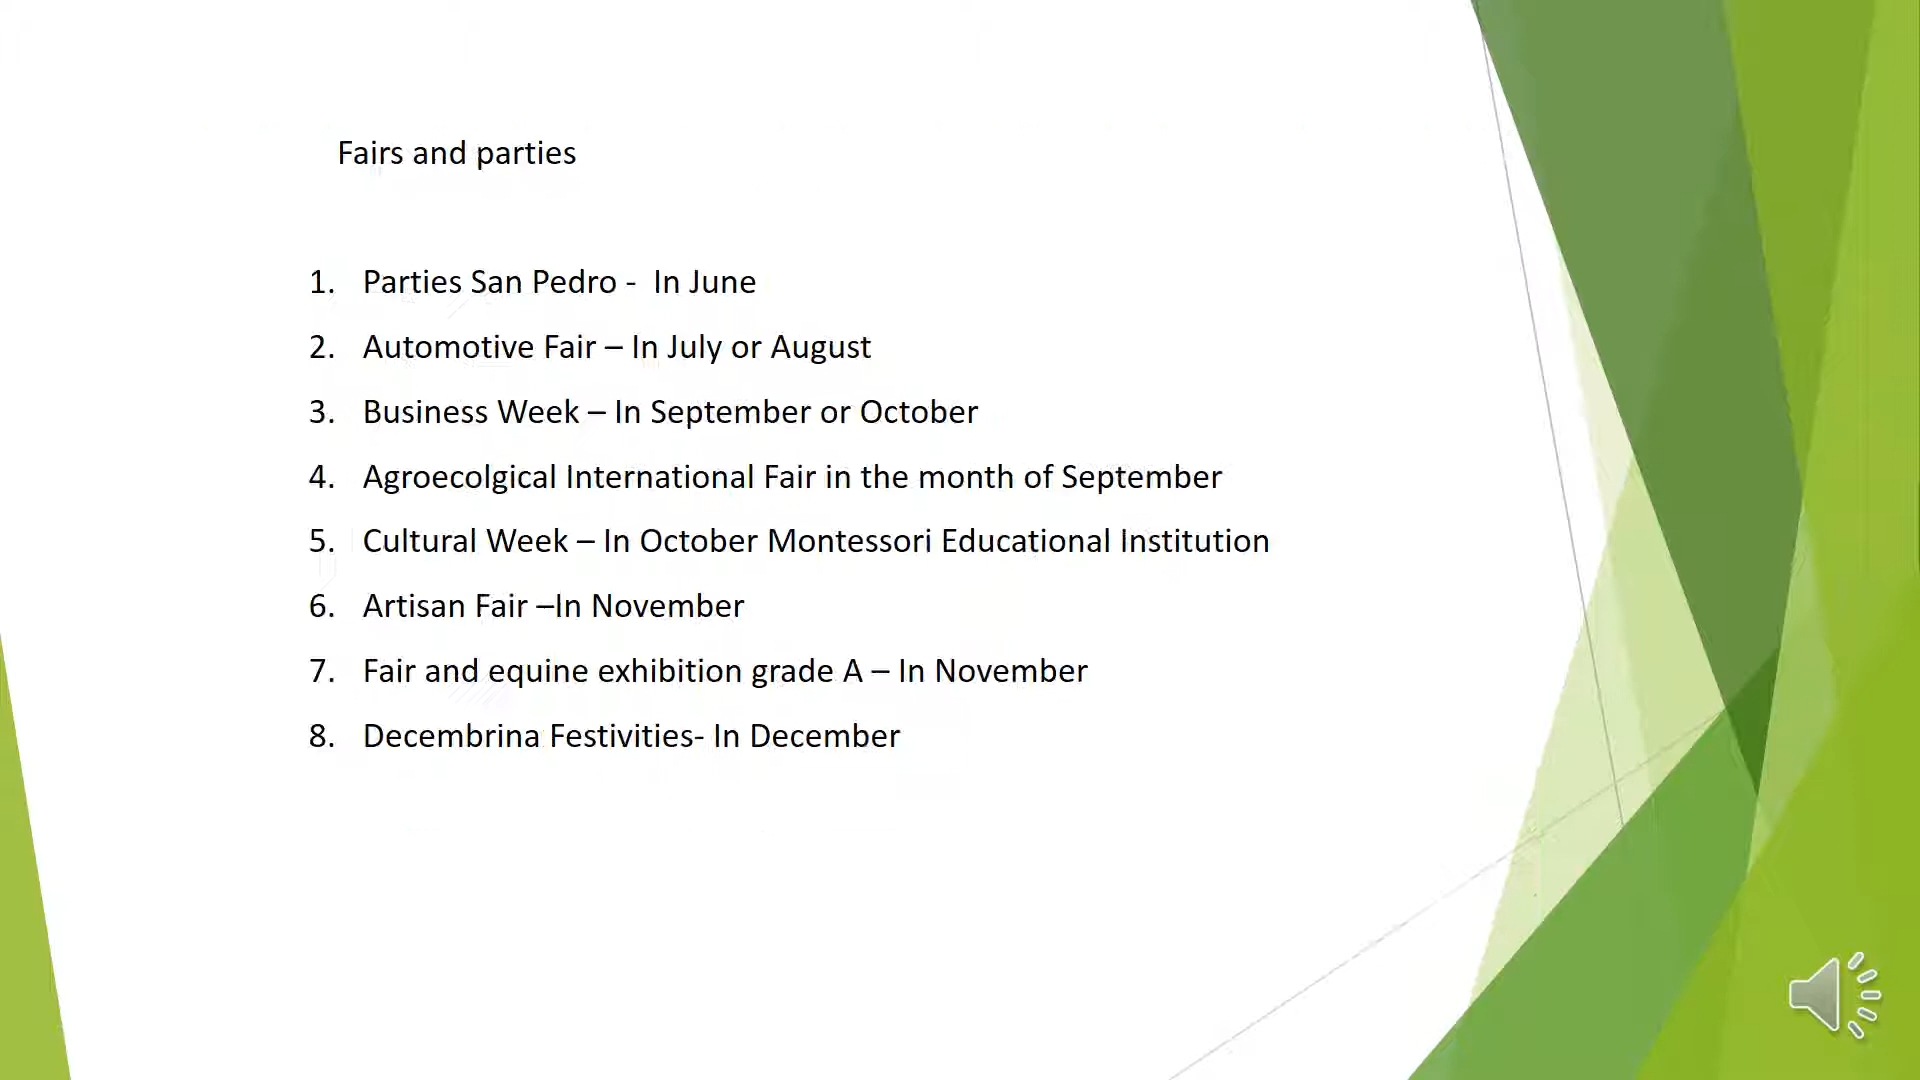 Fairs and parties
1. Parties San Pedro - In June
2. Automotive Fair – In July or August
3. Business Week – In September or October
4. Agroecolgical International Fair in the month of September
5. Cultural Week – In October Montessori Educational Institution
6. Artisan Fair –In November
7. Fair and equine exhibition grade A – In November
8. Decembrina Festivities- In December